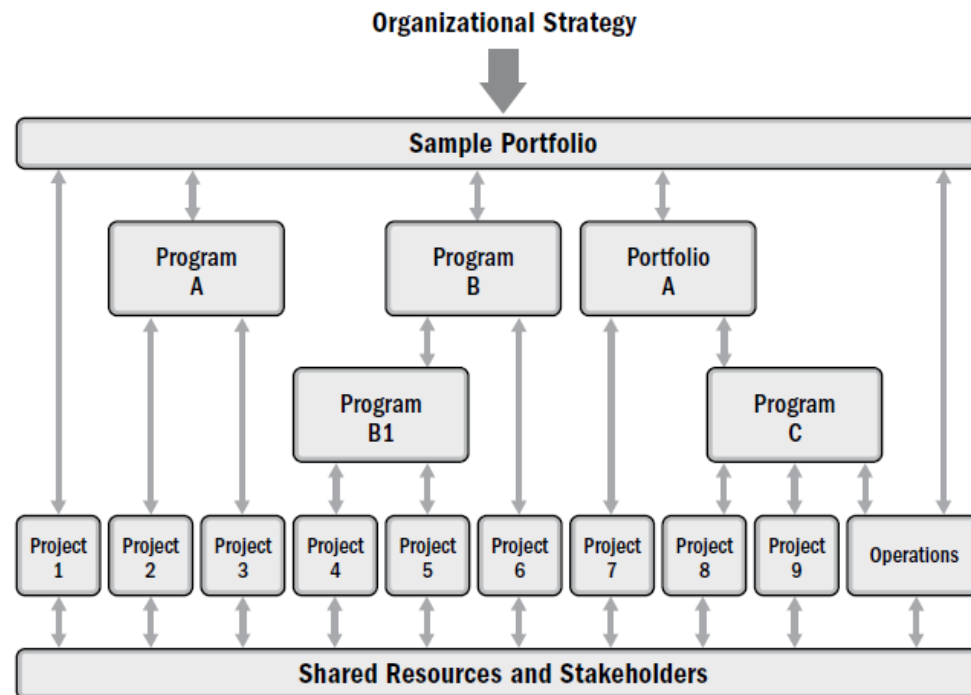 Organizational Strategy
Sample Portfolio
Program
A
Program
B
Portfolio
A
Program
B1
Program
C
Project
1
Project
2
Project
3
Project
4
Project
5
Project
6
Project
7
Project
8
Project
9
Operations
Shared Resources and Stakeholders